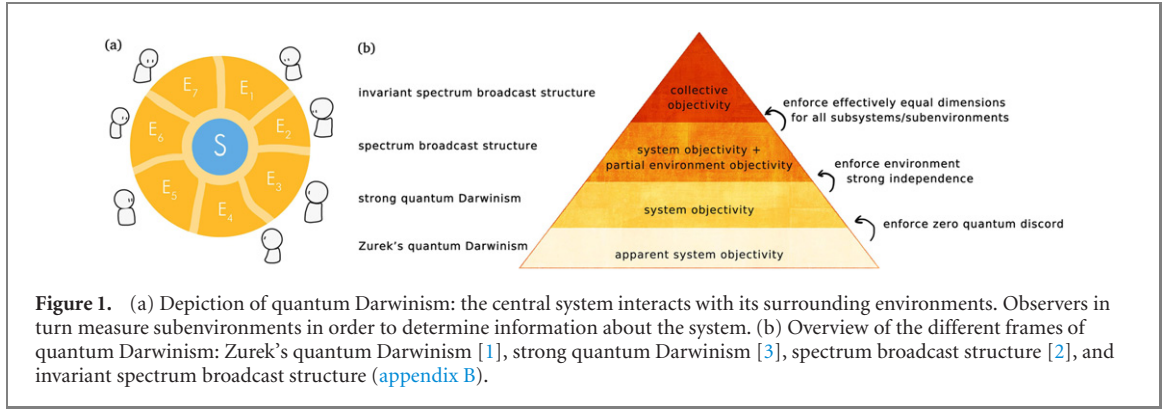 (a)
E7
E1
E6
E2
S
E5
E3
E4
(b)
invariant spectrum broadcast structure
spectrum broadcast structure
strong quantum Darwinism
Zurek's quantum Darwinism
collective
objectivity
system objectivity +
partial environment objectivity
system objectivity
apparent system objectivity
enforce effectively equal dimensions
for all subsystems/subenvironments
enforce environment
strong independence
enforce zero quantum discord
Figure 1. (a) Depiction of quantum Darwinism: the central system interacts with its surrounding environments. Observers in
turn measure subenvironments in order to determine information about the system. (b) Overview of the different frames of
quantum Darwinism: Zurek's quantum Darwinism [1], strong quantum Darwinism [3], spectrum broadcast structure [2], and
invariant spectrum broadcast structure (appendix B).